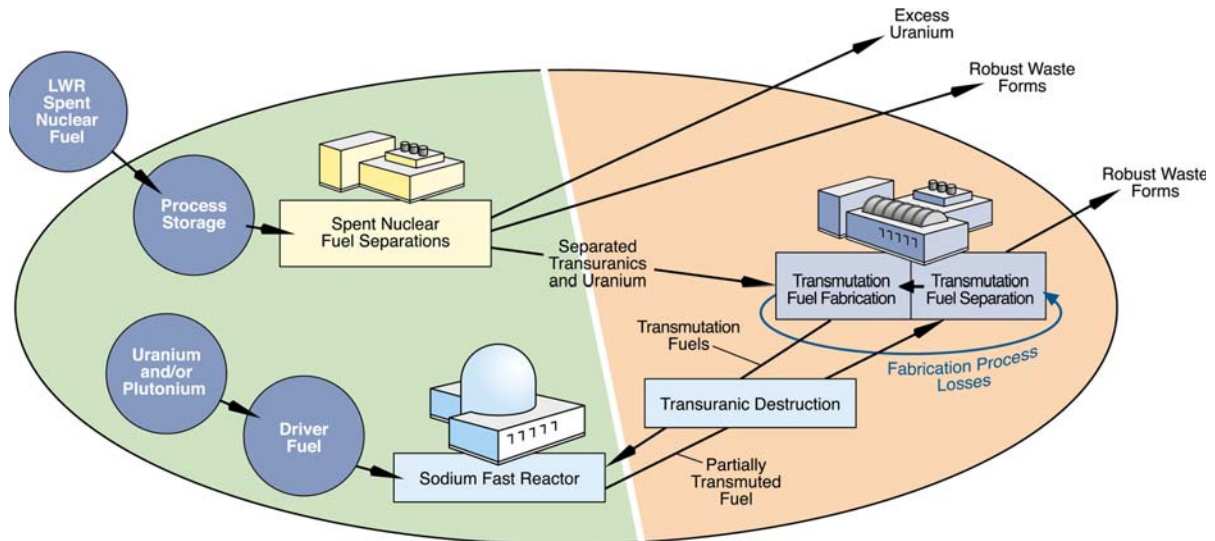 Excess
Uranium
Robust Waste
Forms
LWR
Spent
Nuclear
Fuel
Process
Storage
Spent Nuclear
Fuel Separations
Separated
Transuranics
and Uranium
Robust Waste
Forms
Transmutation
Fuel Fabrication
Transmutation
Fuel Separation
Transmutation
Fuels
Fabrication Process
Losses
Uranium
and/or
Plutonium
Driver
Fuel
Transuranic Destruction
Sodium Fast Reactor
Partially
Transmuted
Fuel